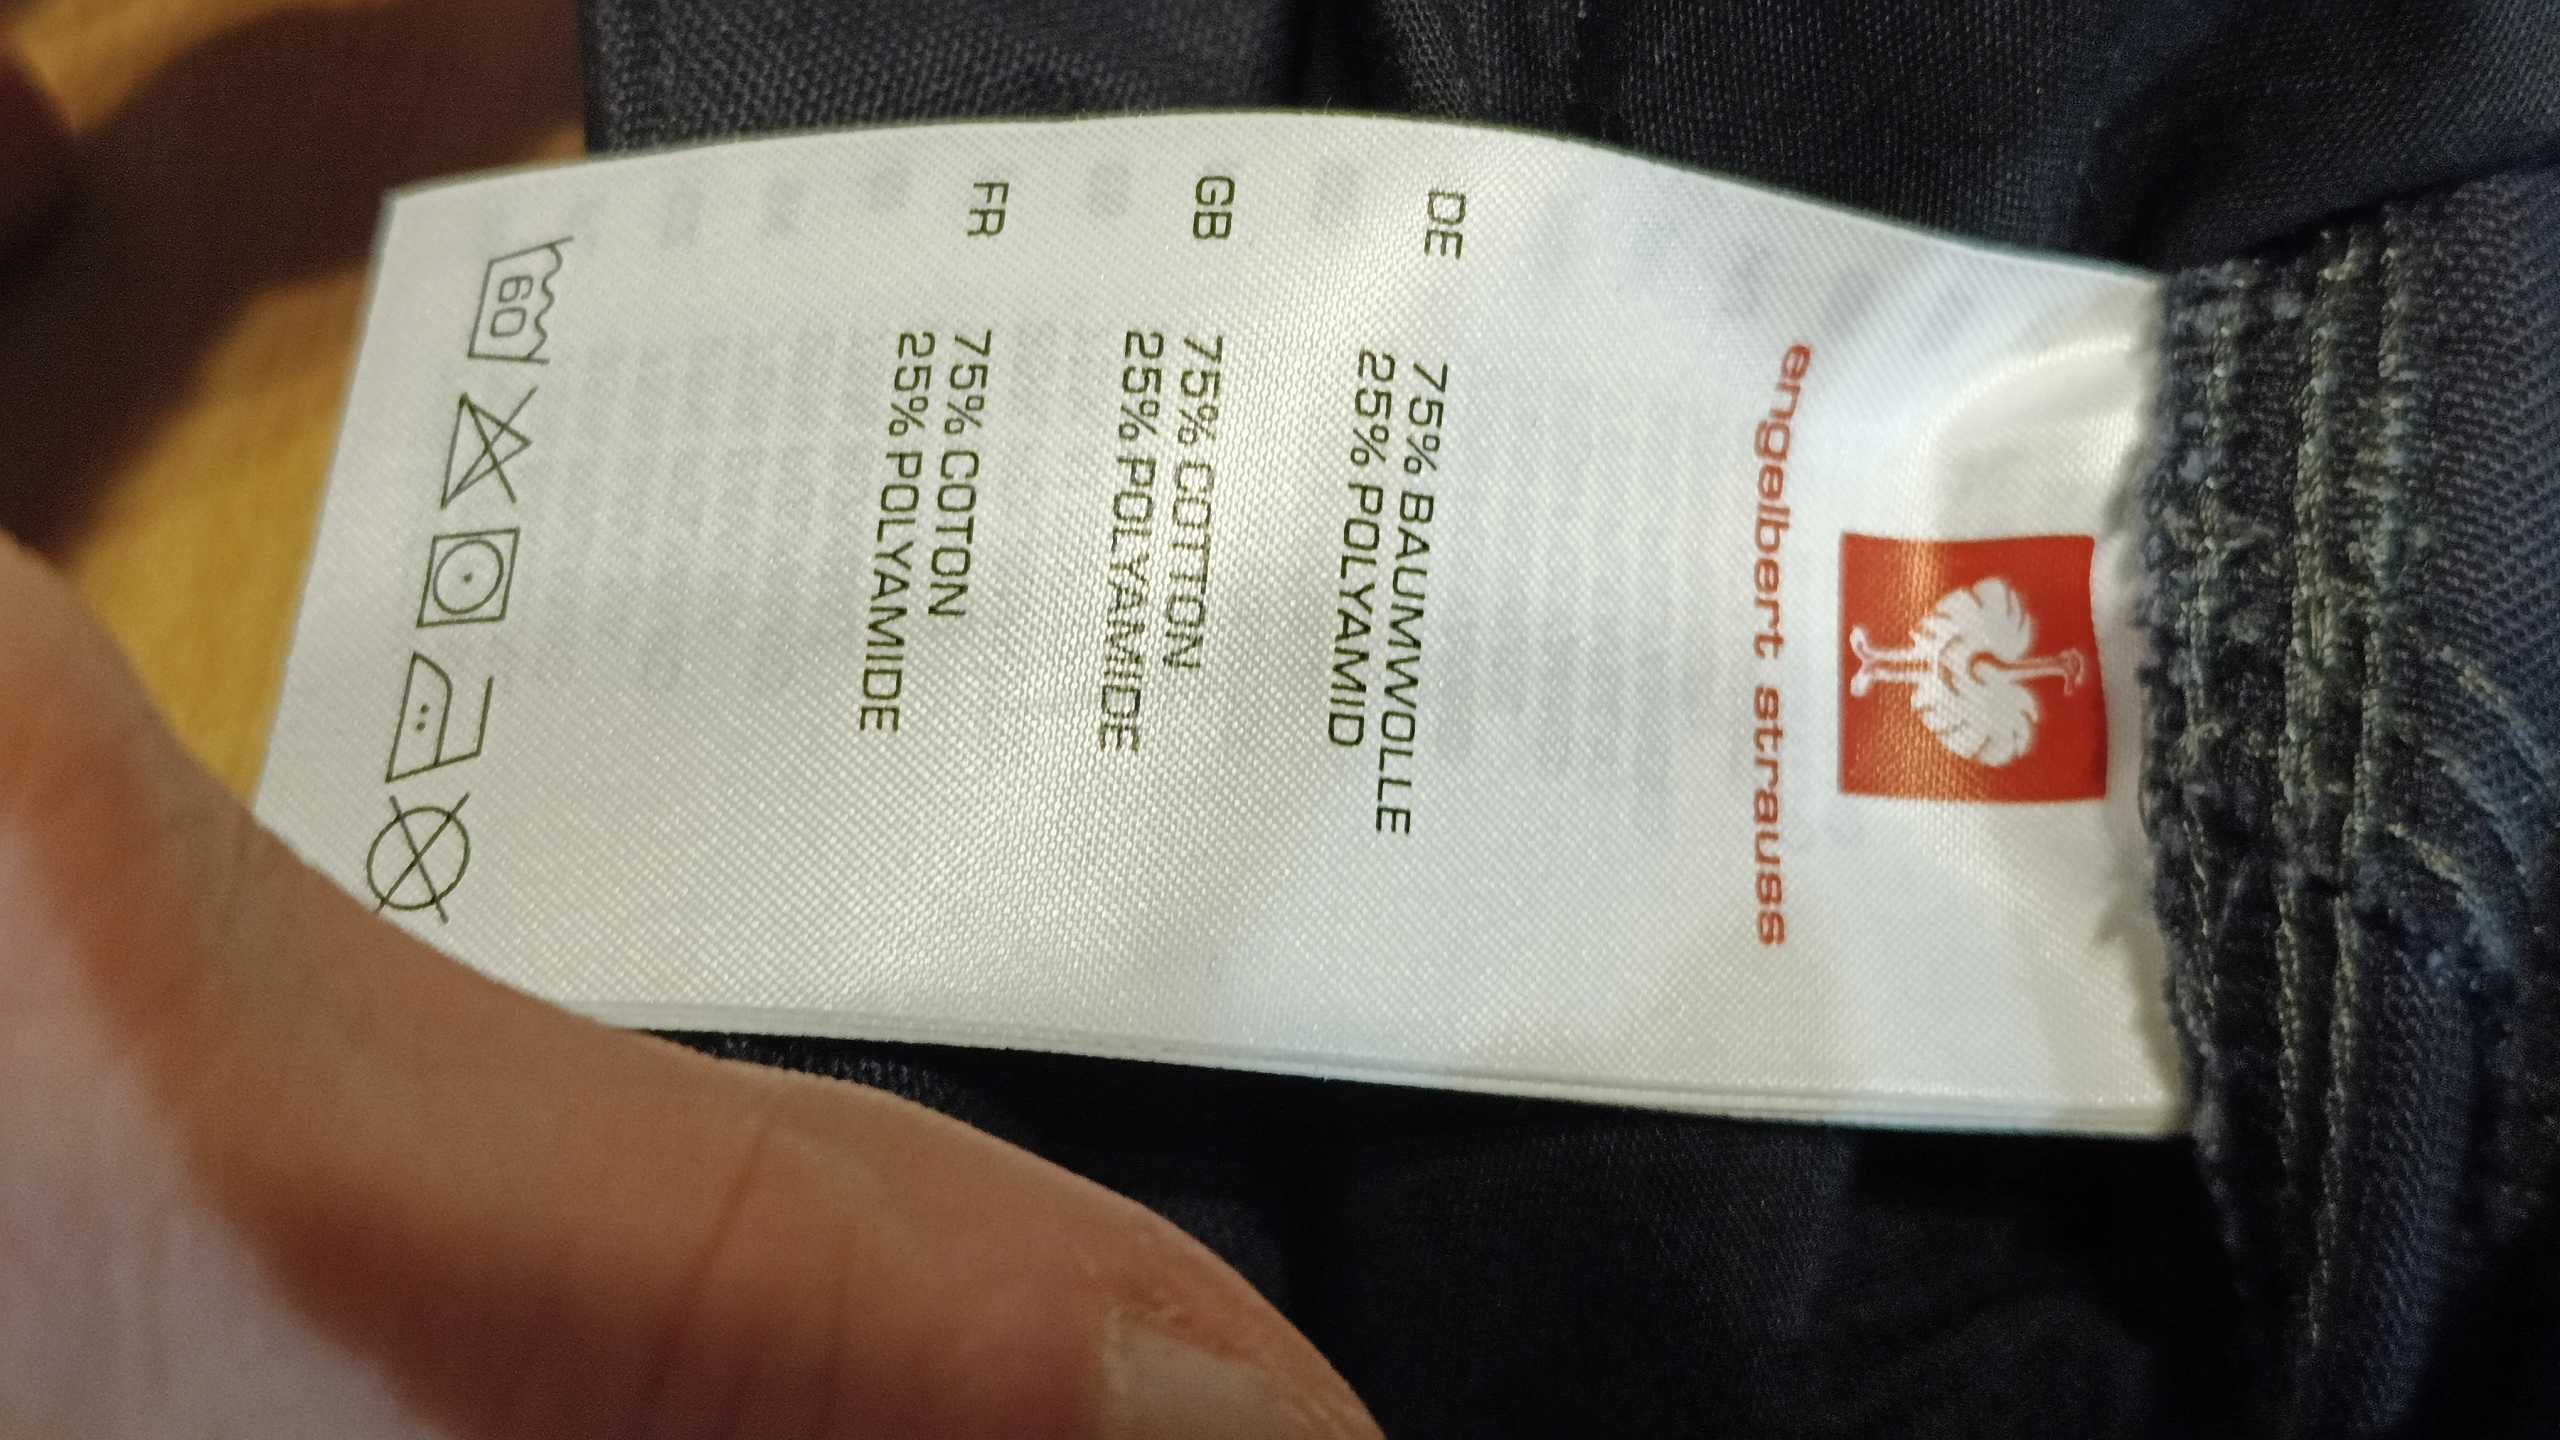 engelbert strauss
DE 75% BAUMWOLLE
25% POLYAMID
GB 75% COTTON
25% POLYAMIDE
FR 75% COTON
25% POLYAMIDE
60